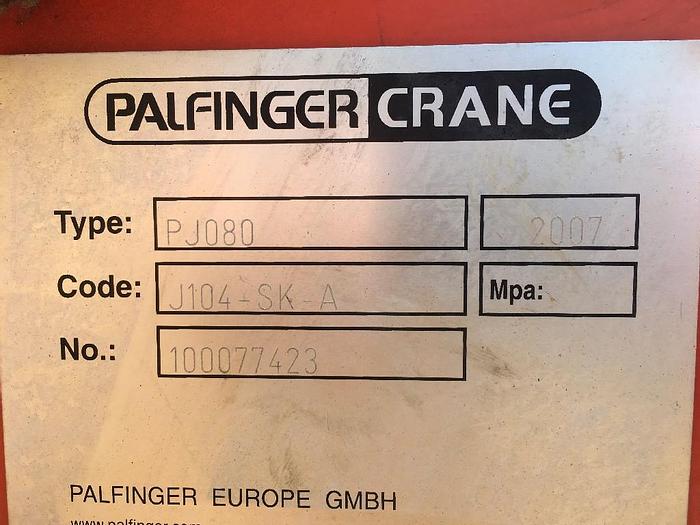 PALFINGER CRANE
Type: PJ080 2007
Code: J104-SK-A Mpa:
No.: 100077423
PALFINGER EUROPE GMBH